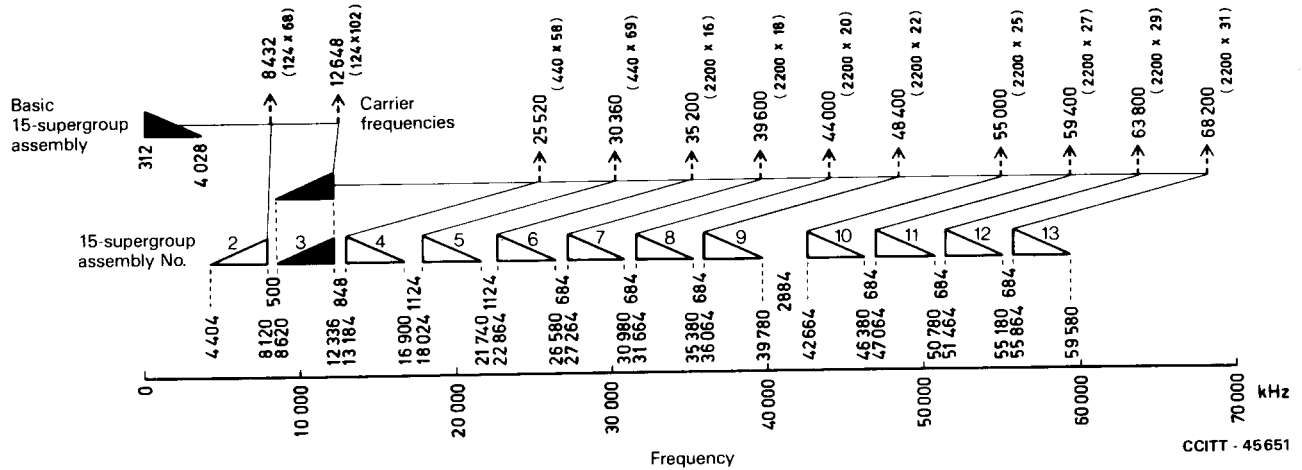 8 432 (124 x 68)
12 648 (124 x 102)
25 520 (440 x 58)
30 360 (440 x 69)
35 200 (2200 x 16)
39 600 (2200 x 18)
44 000 (2200 x 20)
48 400 (2200 x 22)
55 000 (2200 x 25)
59 400 (2200 x 27)
63 800 (2200 x 29)
68 200 (2200 x 31)
Basic
15-supergroup
assembly
Carrier
frequencies
312
4 028
15-supergroup
assembly No.
2
3
4
5
6
7
8
9
10
11
12
13
4 404
8 120
500
8 620
12 336
848
13 184
16 900
1124
18 024
21 740
1124
22 864
26 580
684
27 264
30 980
684
31 664
35 380
684
36 064
39 780
2884
42 664
46 380
684
47 064
50 780
684
51 464
55 180
684
55 864
59 580
0
10 000
20 000
30 000
40 000
50 000
60 000
70 000
kHz
Frequency
CCITT - 45651